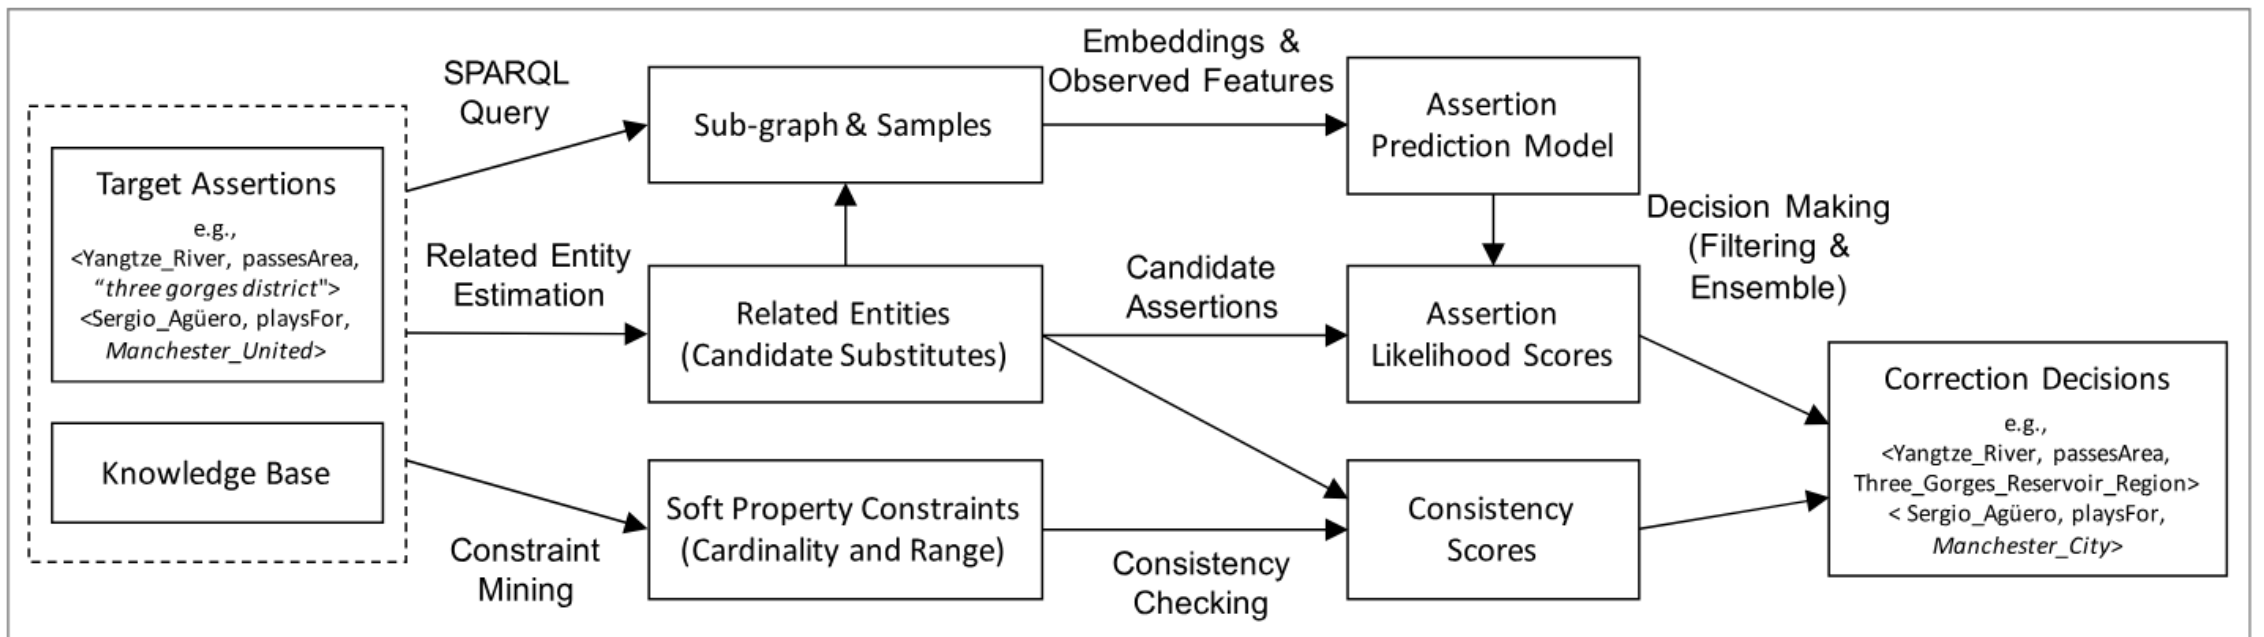 Target Assertions
e.g.,
<Yangtze_River, passesArea,
“three gorges district">
<Sergio_Agüero, playsFor,
Manchester_United>
Knowledge Base
SPARQL
Query
Related Entity
Estimation
Constraint
Mining
Sub-graph & Samples
Related Entities
(Candidate Substitutes)
Soft Property Constraints
(Cardinality and Range)
Embeddings &
Observed Features
Candidate
Assertions
Consistency
Checking
Assertion
Prediction Model
Assertion
Likelihood Scores
Consistency
Scores
Decision Making
(Filtering &
Ensemble)
Correction Decisions
e.g.,
<Yangtze_River, passesArea,
Three_Gorges_Reservoir_Region>
< Sergio_Agüero, playsFor,
Manchester_City>